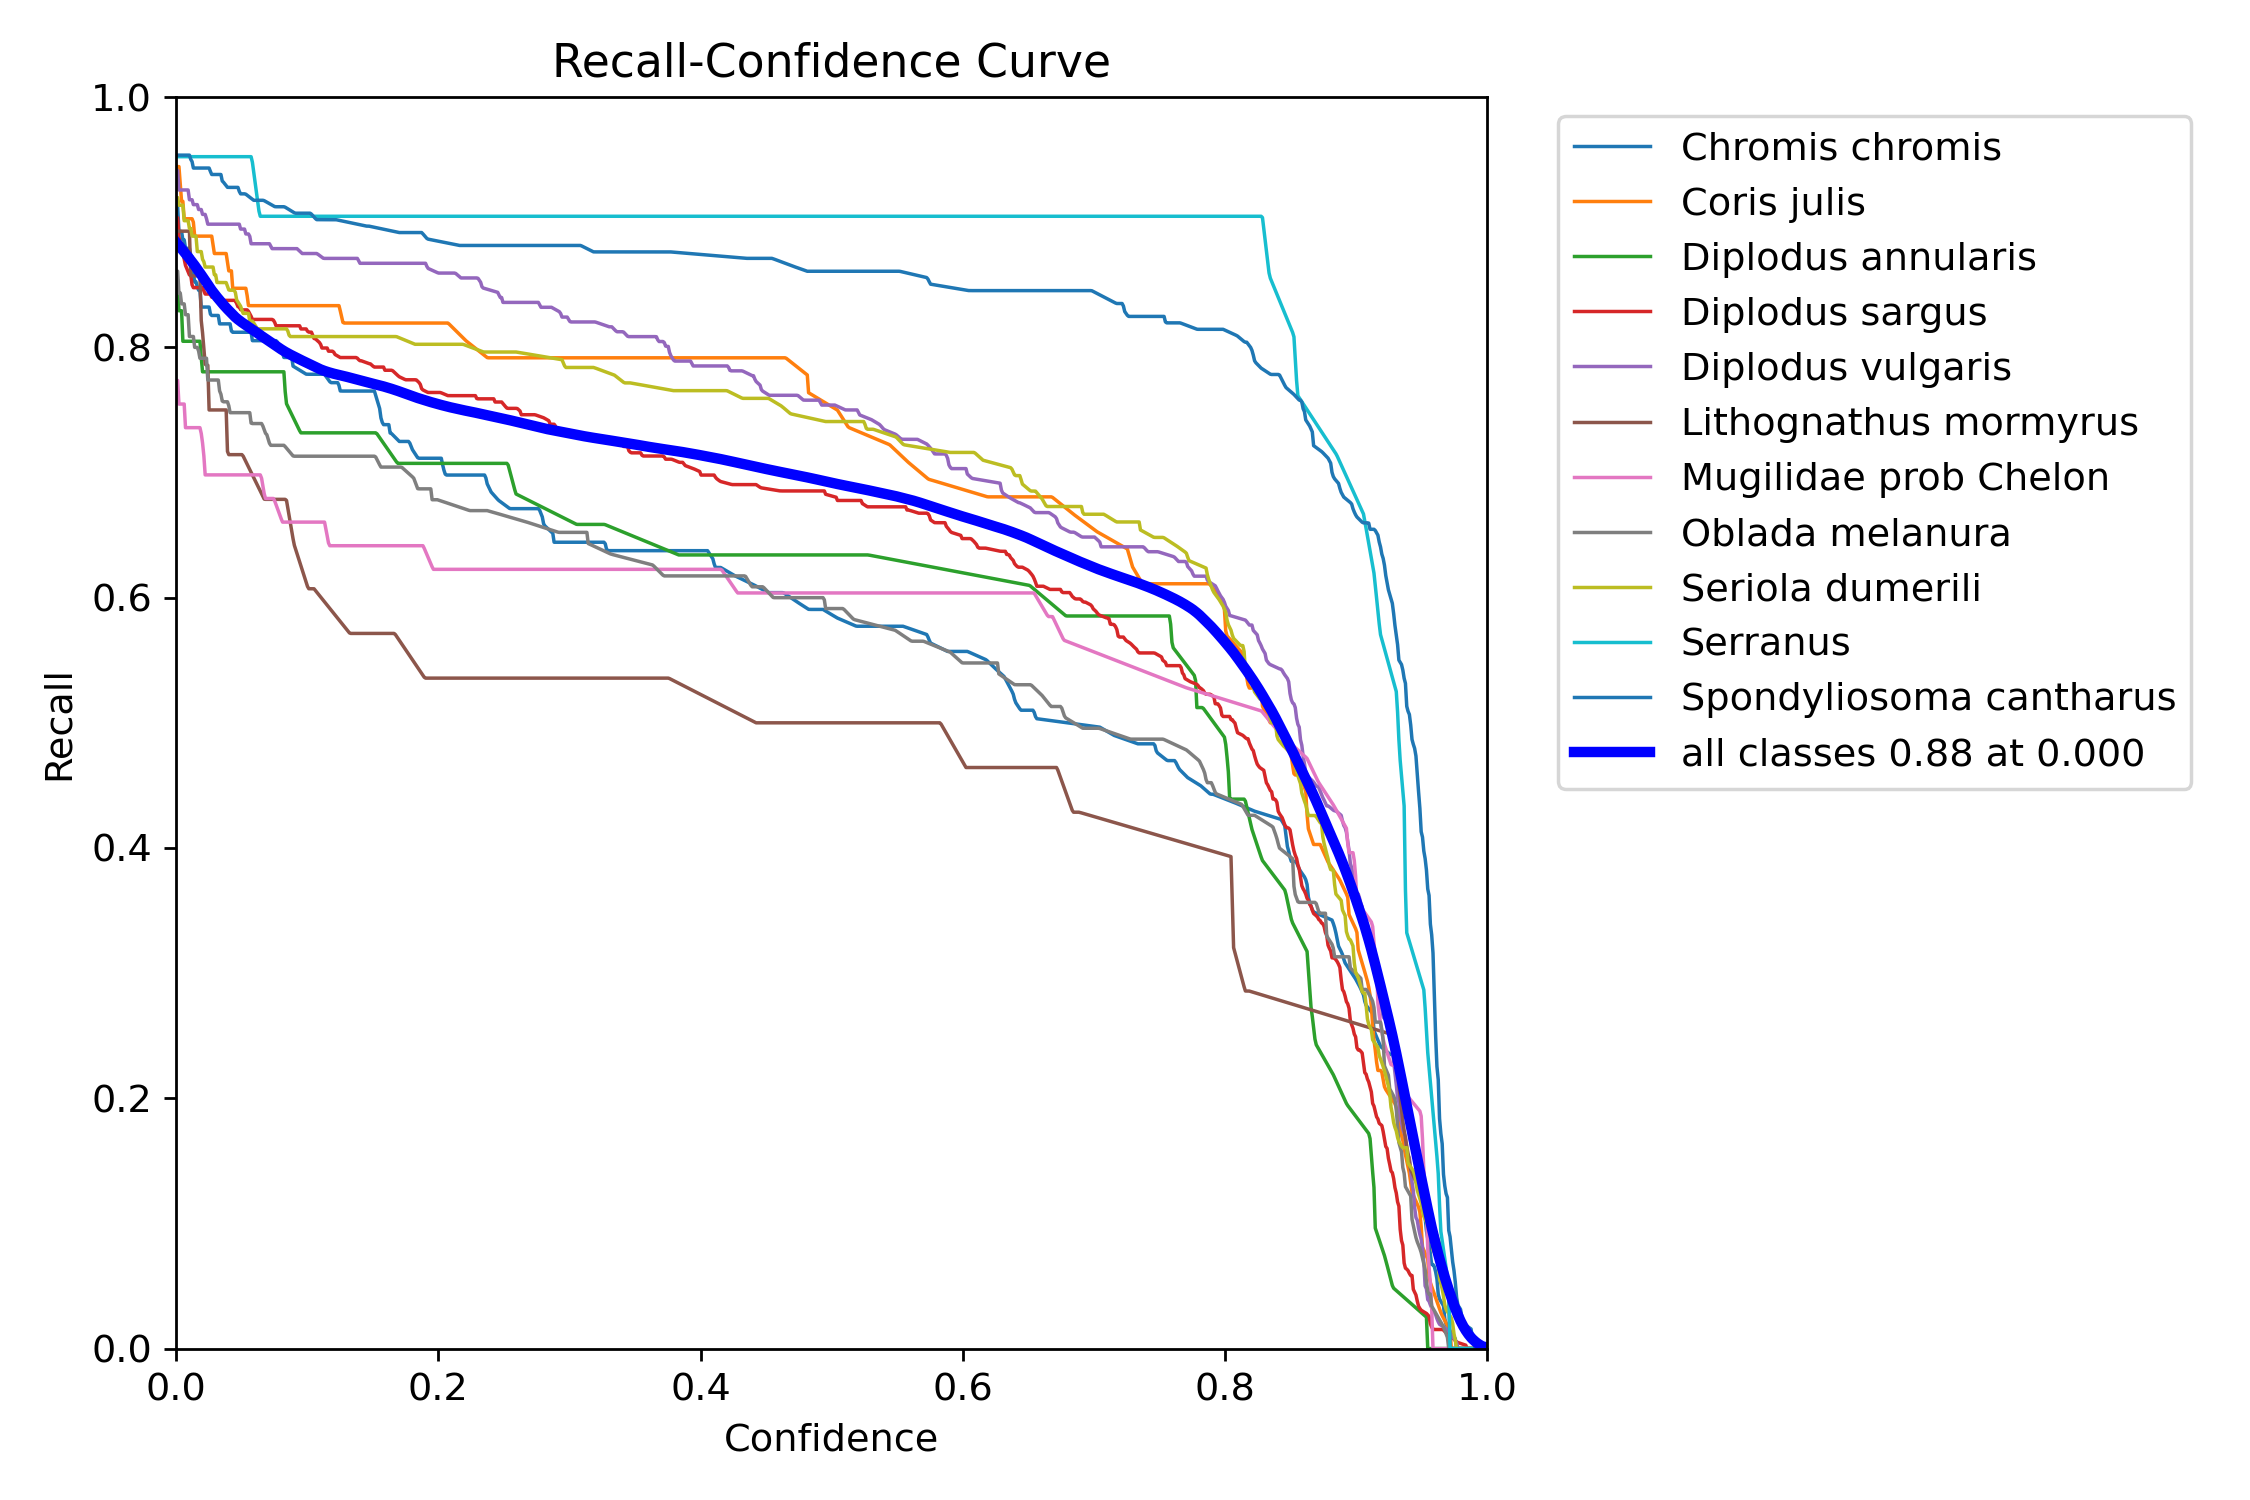 Recall-Confidence Curve
1.0
0.8
0.6
0.4
0.2
0.0
Recall
0.0 0.2 0.4 0.6 0.8 1.0
Confidence
Chromis chromis
Coris julis
Diplodus annularis
Diplodus sargus
Diplodus vulgaris
Lithognathus mormyrus
Mugilidae prob Chelon
Oblada melanura
Seriola dumerili
Serranus
Spondyliosoma cantharus
all classes 0.88 at 0.000